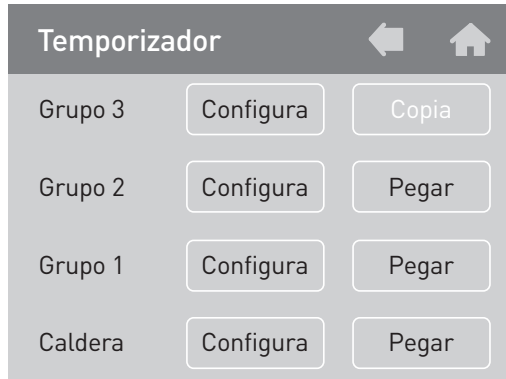 Temporizador
Grupo 3 Configura Copia
Grupo 2 Configura Pegar
Grupo 1 Configura Pegar
Caldera Configura Pegar